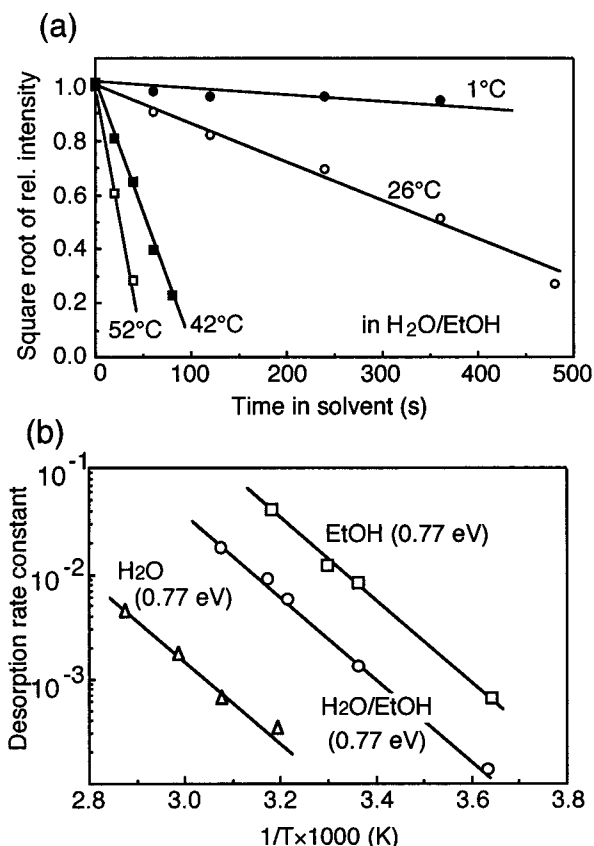 (a)
Square root of rel. intensity
1.0
0.8
0.6
0.4
0.2
0.0
1°C
26°C
52°C
42°C
in H₂O/EtOH
0
100
200
300
400
500
Time in solvent (s)
(b)
Desorption rate constant
10⁻¹
10⁻²
10⁻³
EtOH (0.77 eV)
H₂O
(0.77 eV)
H₂O/EtOH
(0.77 eV)
2.8
3.0
3.2
3.4
3.6
3.8
1/T×1000 (K)